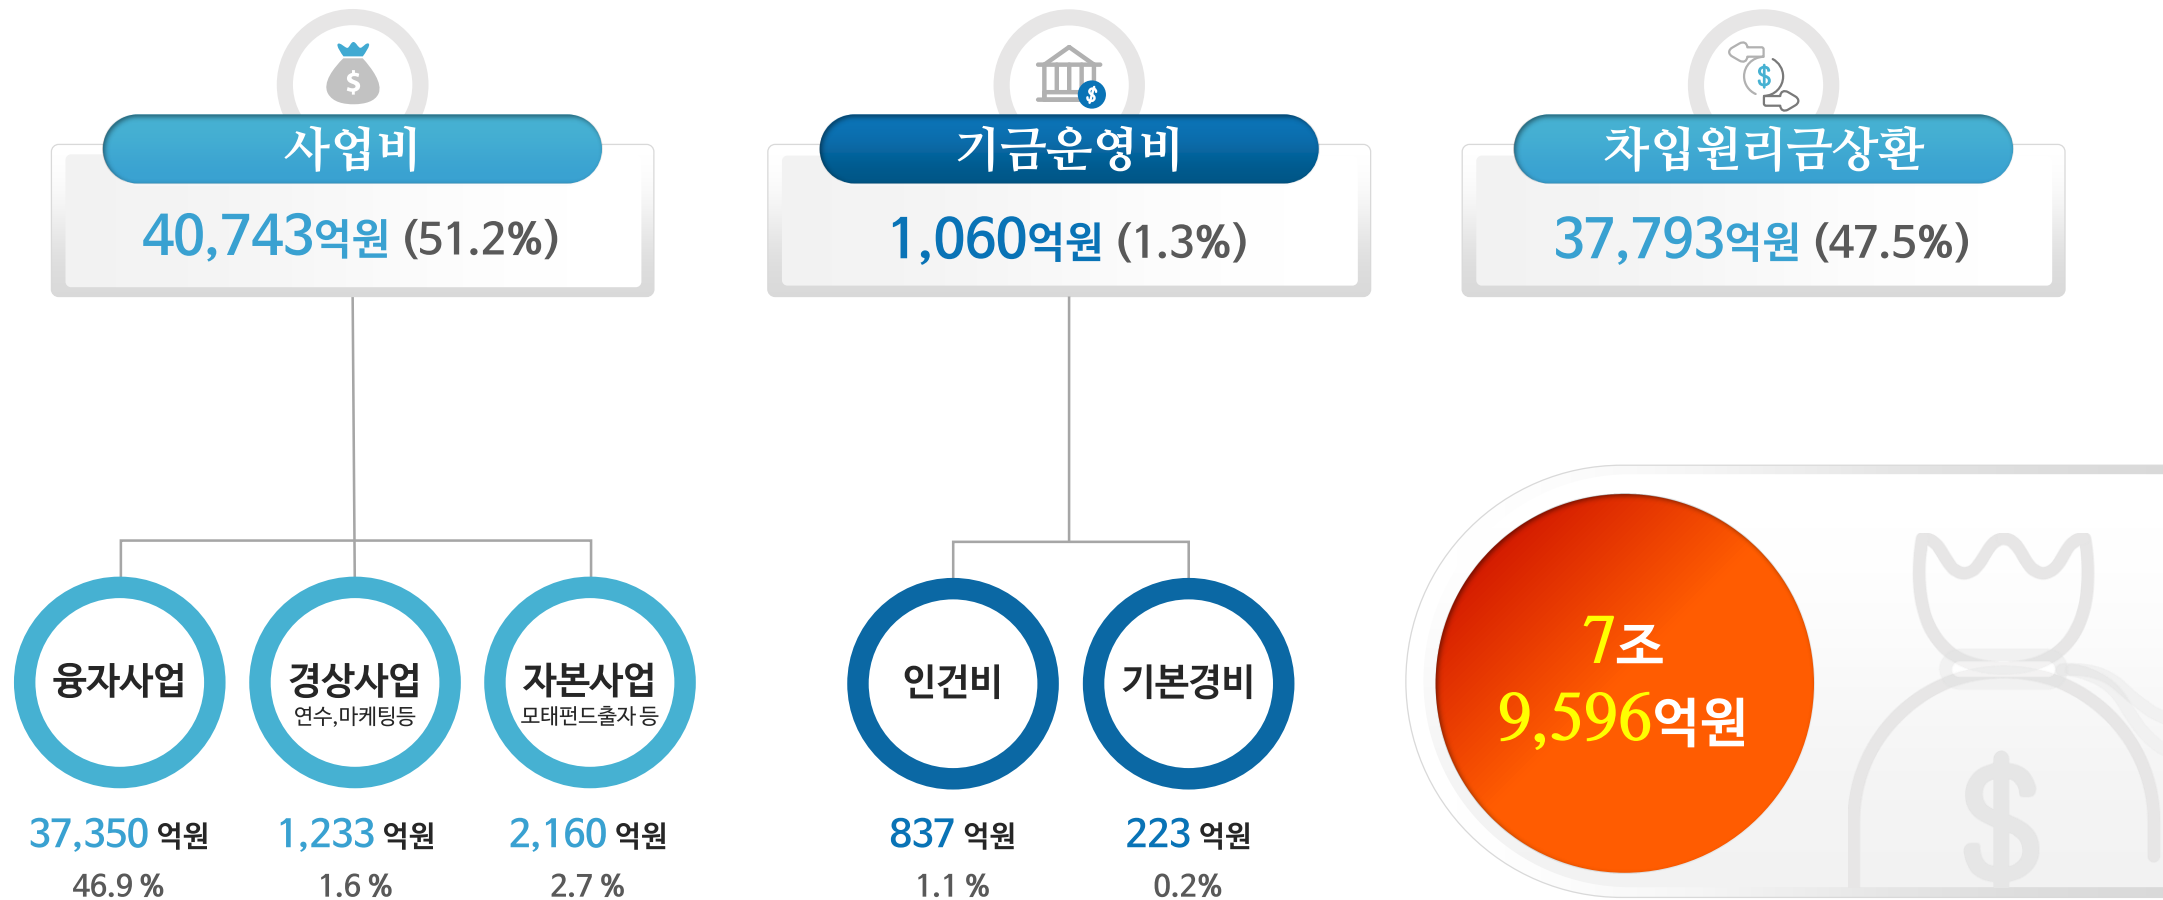 사업비
40,743억원 (51.2%)
기금운영비
1,060억원 (1.3%)
차입원리금상환
37,793억원 (47.5%)
융자사업
37,350 억원
46.9 %
경상사업
연수,마케팅등
1,233 억원
1.6 %
자본사업
모태펀드출자 등
2,160 억원
2.7 %
인건비
837 억원
1.1 %
기본경비
223 억원
0.2%
7조
9,596억원